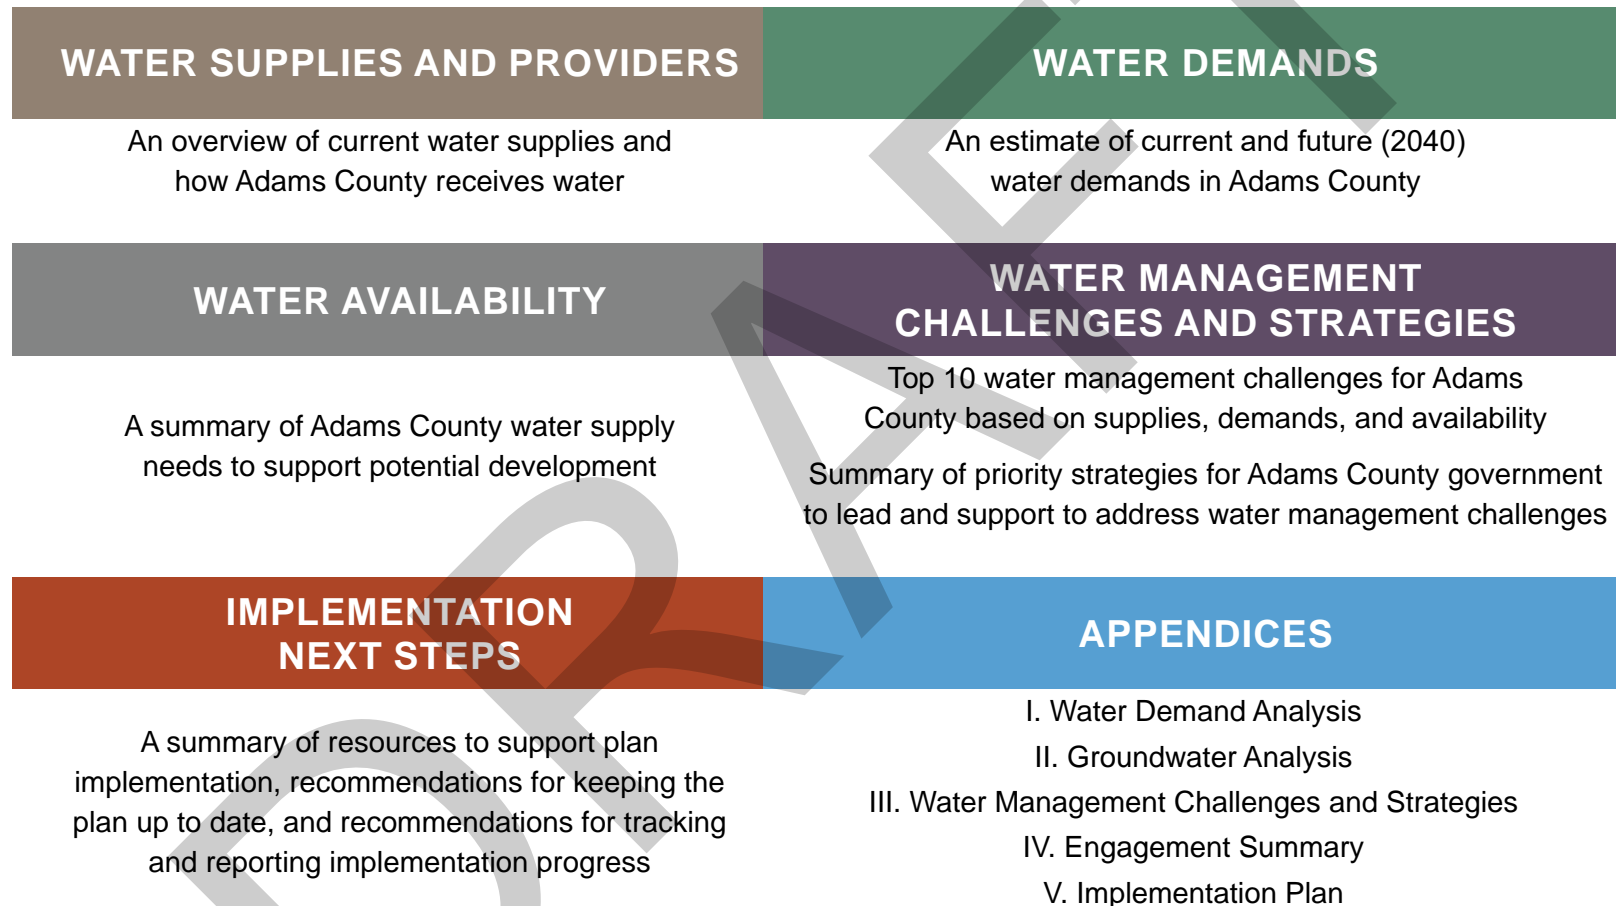 WATER SUPPLIES AND PROVIDERS
An overview of current water supplies and
how Adams County receives water
WATER DEMANDS
An estimate of current and future (2040)
water demands in Adams County
WATER AVAILABILITY
A summary of Adams County water supply
needs to support potential development
WATER MANAGEMENT
CHALLENGES AND STRATEGIES
Top 10 water management challenges for Adams
County based on supplies, demands, and availability
Summary of priority strategies for Adams County government
to lead and support to address water management challenges
IMPLEMENTATION
NEXT STEPS
A summary of resources to support plan
implementation, recommendations for keeping the
plan up to date, and recommendations for tracking
and reporting implementation progress
APPENDICES
I. Water Demand Analysis
II. Groundwater Analysis
III. Water Management Challenges and Strategies
IV. Engagement Summary
V. Implementation Plan
DRAFT